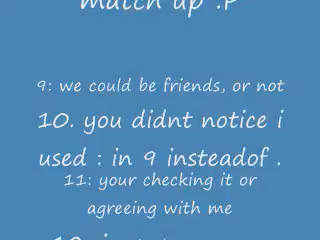 match up :P
9: we could be friends, or not
10. you didnt notice i
used : in 9 insteadof .
11: your checking it or
agreeing with me